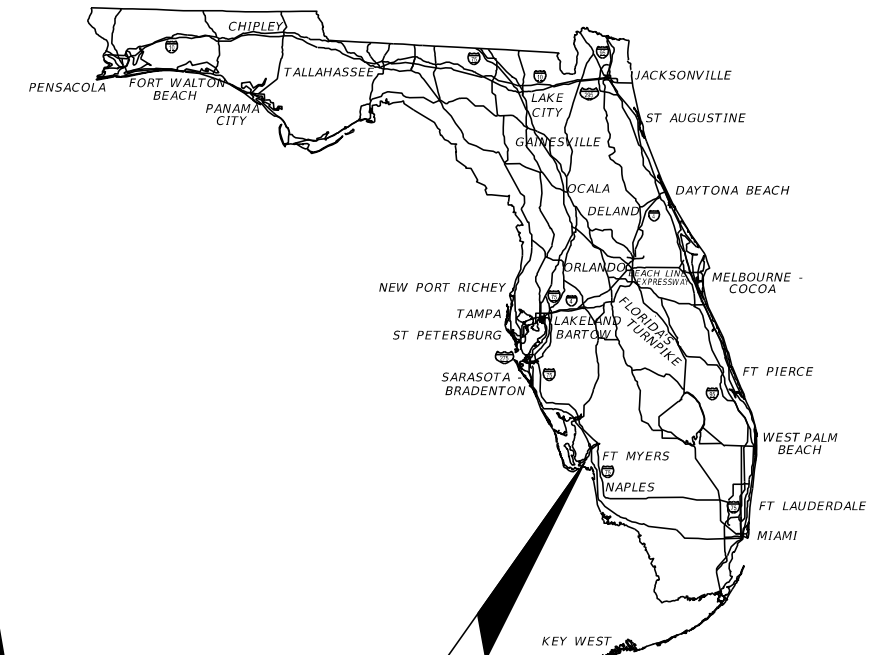 CHIPLEY
PENSACOLA
FORT WALTON
BEACH
PANAMA
CITY
TALLAHASSEE
JACKSONVILLE
LAKE
CITY
ST AUGUSTINE
GAINESVILLE
OCALA
DAYTONA BEACH
DELAND
ORLANDO
BEACH LINE
EXPRESSWAY
MELBOURNE -
COCOA
NEW PORT RICHEY
TAMPA
LAKELAND
BARTOW
FLORIDA'S
TURNPIKE
ST PETERSBURG
SARASOTA -
BRADENTON
FT PIERCE
WEST PALM
BEACH
FT MYERS
NAPLES
FT LAUDERDALE
MIAMI
KEY WEST